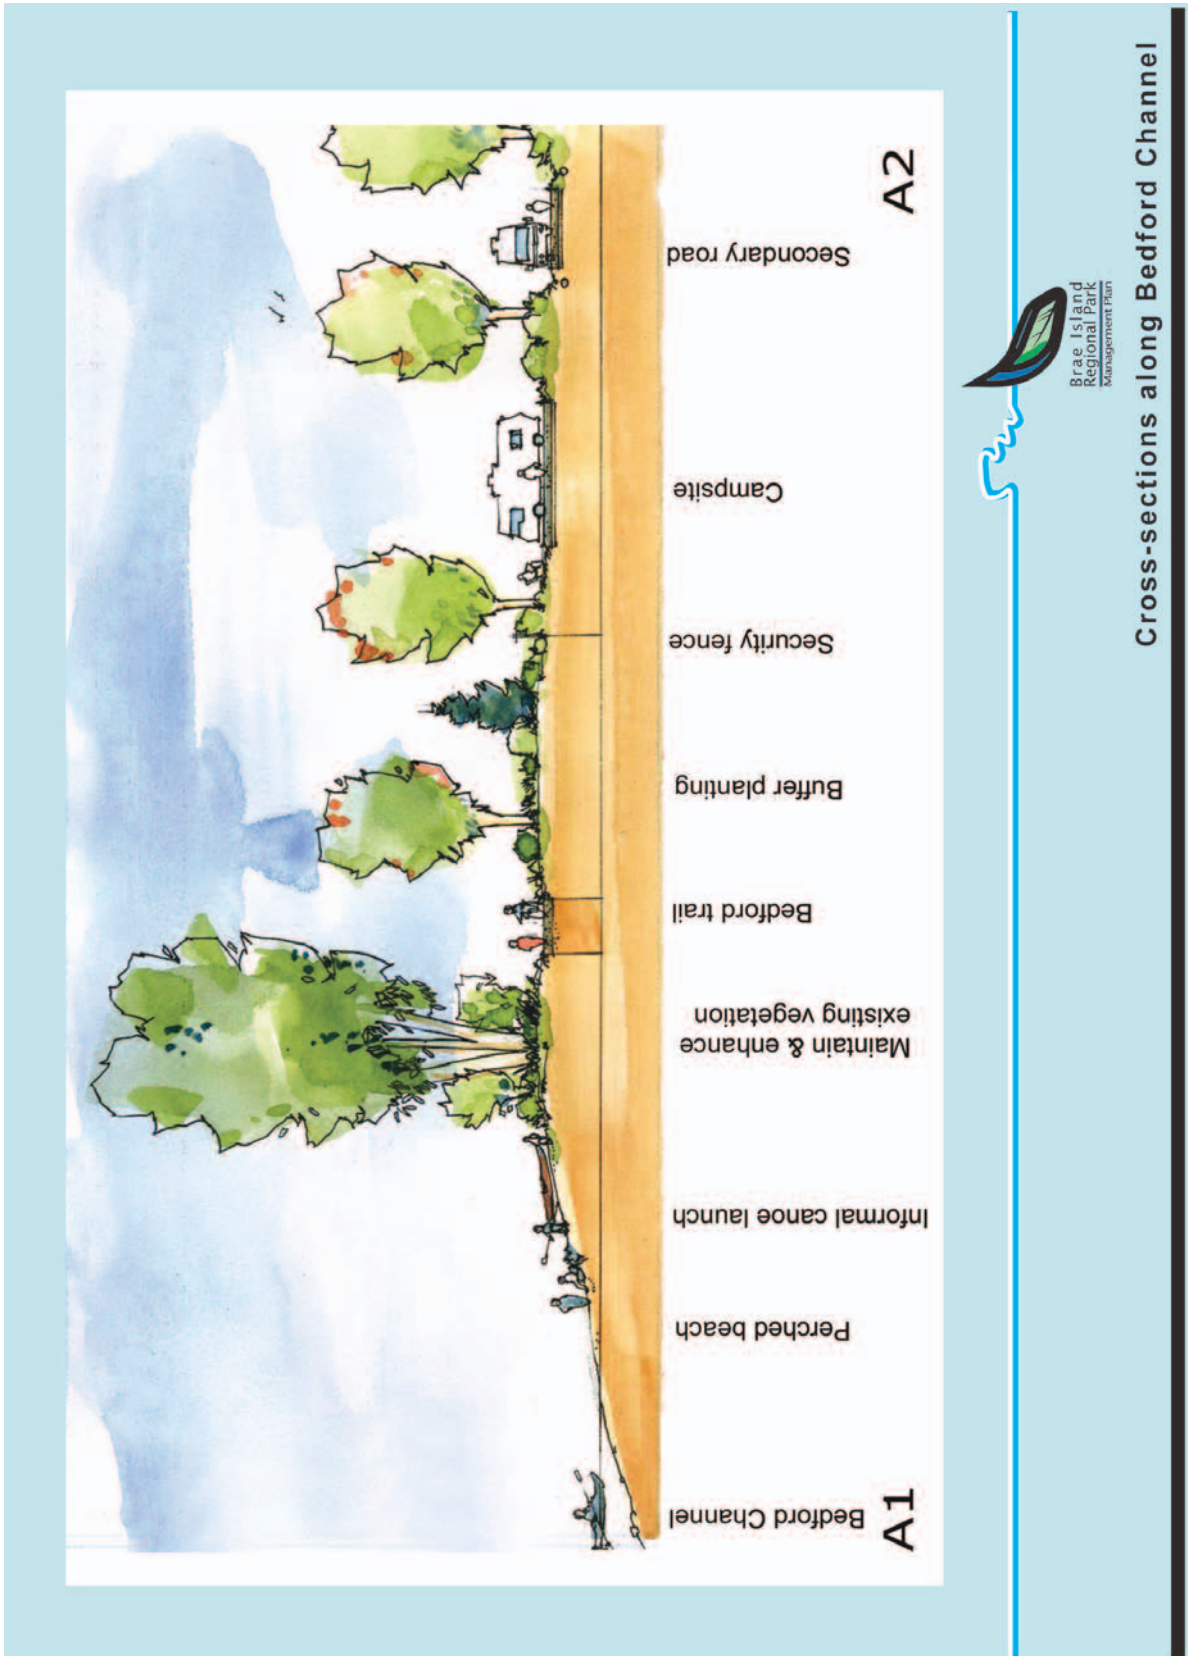 Bedford Channel
Perched beach
Informal canoe launch
Maintain & enhance
existing vegetation
Bedford trail
Buffer planting
Security fence
Campsite
Secondary road
A1
A2
Brae Island
Regional Park
Management Plan
Cross-sections along Bedford Channel